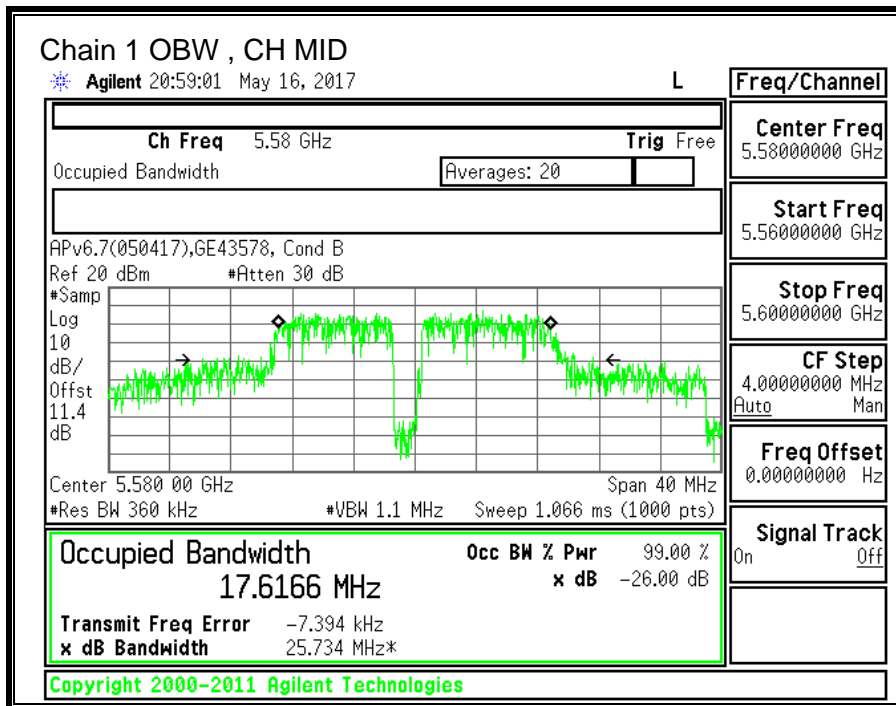 Chain 1 OBW , CH MID
Agilent 20:59:01 May 16, 2017 L
Freq/Channel
Ch Freq 5.58 GHz Trig Free
Occupied Bandwidth Averages: 20
APv6.7(050417),GE43578, Cond B
Ref 20 dBm #Atten 30 dB
#Samp
Log
10
dB/
Offst
11.4
dB
Center 5.580 00 GHz Span 40 MHz
#Res BW 360 kHz #VBW 1.1 MHz Sweep 1.066 ms (1000 pts)
Occupied Bandwidth
17.6166 MHz
Occ BW % Pwr 99.00 %
x dB -26.00 dB
Transmit Freq Error -7.394 kHz
x dB Bandwidth 25.734 MHz*
Copyright 2000-2011 Agilent Technologies
Center Freq
5.58000000 GHz
Start Freq
5.56000000 GHz
Stop Freq
5.60000000 GHz
CF Step
4.00000000 MHz
Auto Man
Freq Offset
0.00000000 Hz
Signal Track
On Off